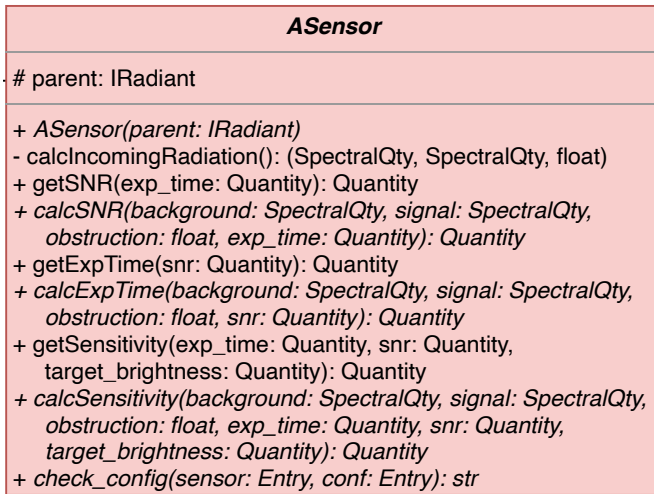 ASensor
# parent: IRadiant
+ ASensor(parent: IRadiant)
- calcIncomingRadiation(): (SpectralQty, SpectralQty, float)
+ getSNR(exp_time: Quantity): Quantity
+ calcSNR(background: SpectralQty, signal: SpectralQty,
obstruction: float, exp_time: Quantity): Quantity
+ getExpTime(snr: Quantity): Quantity
+ calcExpTime(background: SpectralQty, signal: SpectralQty,
obstruction: float, snr: Quantity): Quantity
+ getSensitivity(exp_time: Quantity, snr: Quantity,
target_brightness: Quantity): Quantity
+ calcSensitivity(background: SpectralQty, signal: SpectralQty,
obstruction: float, exp_time: Quantity, snr: Quantity,
target_brightness: Quantity): Quantity
+ check_config(sensor: Entry, conf: Entry): str